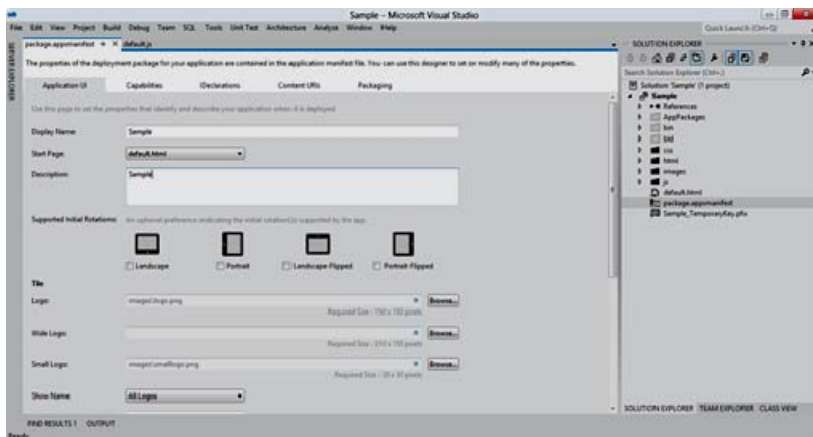 Sample – Microsoft Visual Studio
File Edit View Project Build Debug Team SQL Tools Unit Test Architecture Analyze Window Help
Quick Launch (Ctrl+Q)
package.appxmanifest
default.js
The properties of the deployment package for your application are contained in the application manifest file. You can use this designer to set or modify many of the properties.
Application UI
Capabilities
Declarations
Content URIs
Packaging
Use this page to set the properties that identify and describe your application when it is deployed.
Display Name:
Sample
Start Page:
default.html
Description:
Sample
Supported Initial Rotations:
An optional preference indicating the initial rotation(s) supported by the app.
Landscape
Portrait
Landscape-Flipped
Portrait-Flipped
Tile
Logo:
images\logo.png
Browse...
Required Size : 150 x 150 pixels
Wide Logo:
Browse...
Required Size : 310 x 150 pixels
Small Logo:
images\smalllogo.png
Browse...
Required Size : 30 x 30 pixels
Show Name
All Logos
FIND RESULTS 1
OUTPUT
Ready
SERVER EXPLORER
SOLUTION EXPLORER
Search Solution Explorer (Ctrl+;)
Solution 'Sample' (1 project)
Sample
References
AppPackages
bin
bld
css
html
images
js
default.html
package.appxmanifest
Sample_TemporaryKey.pfx
SOLUTION EXPLORER
TEAM EXPLORER
CLASS VIEW